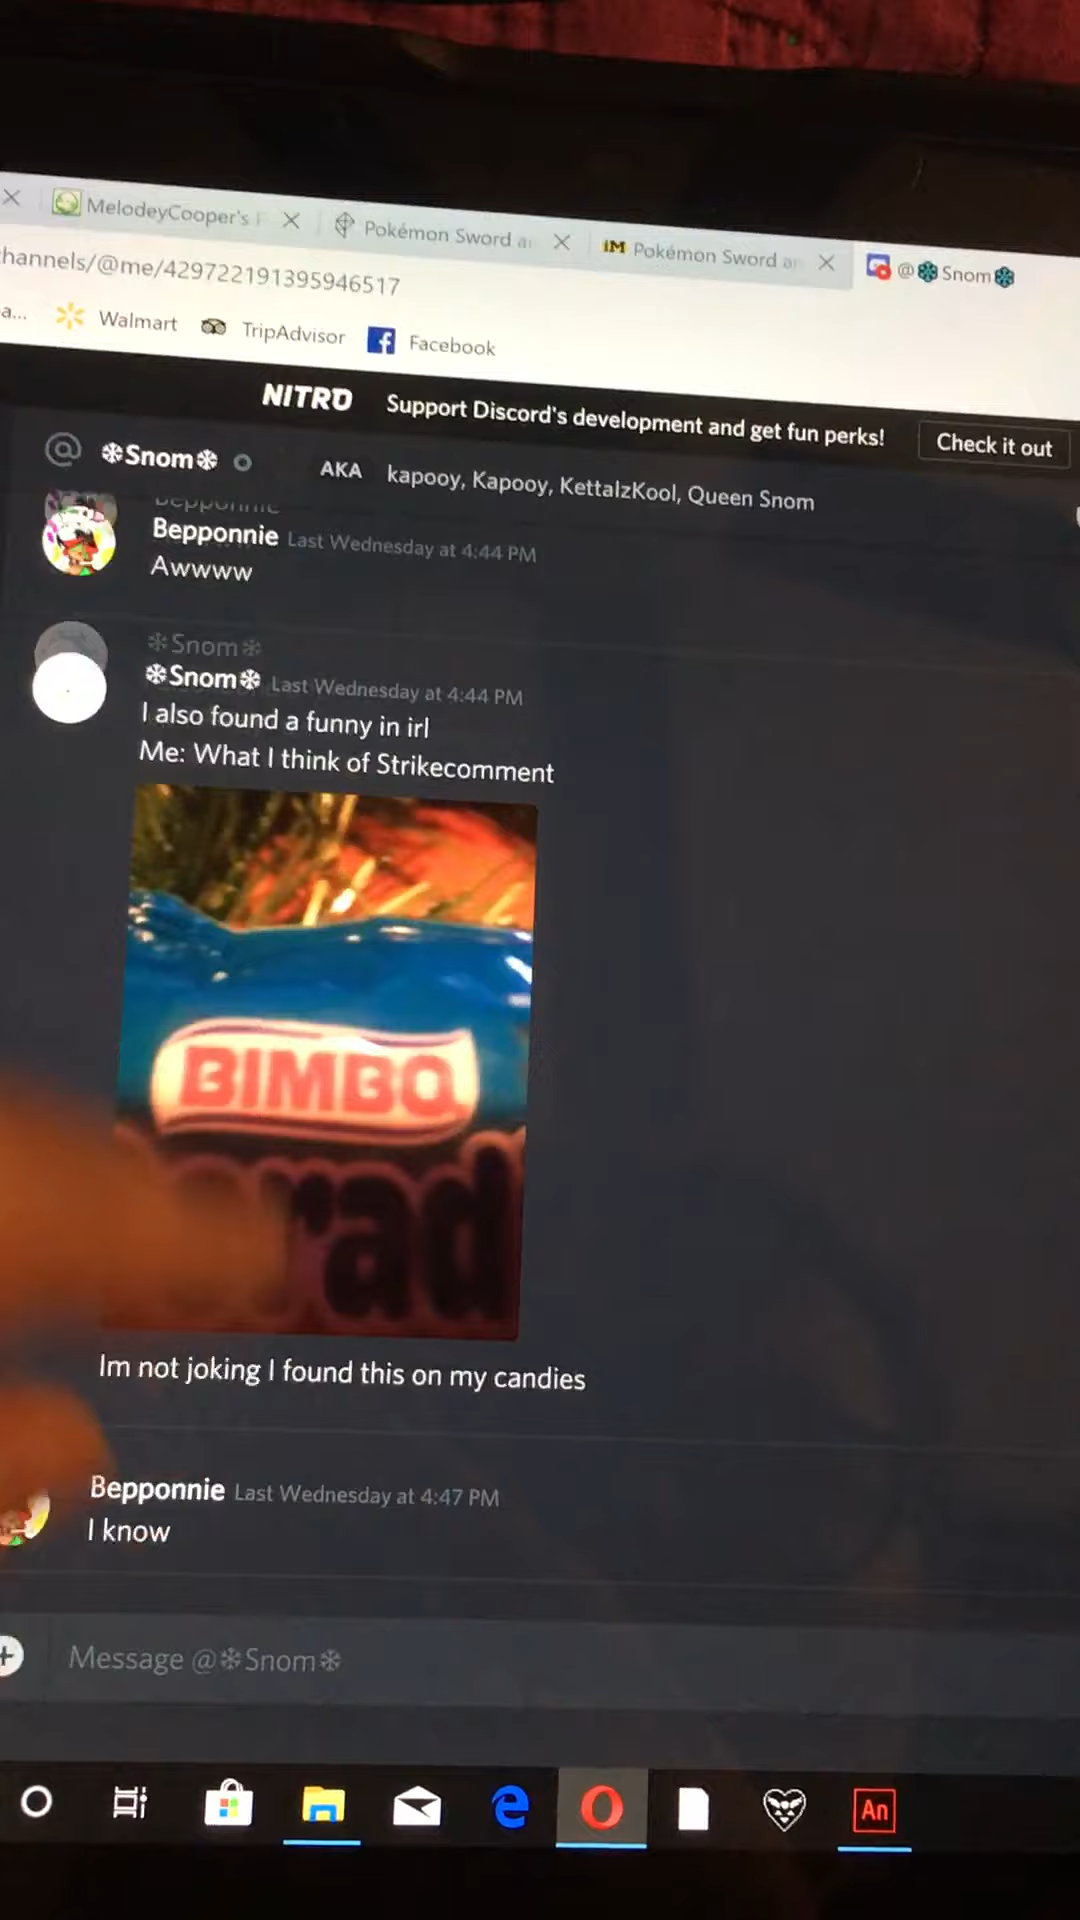 MelodeyCooper's
Pokémon Sword
iM Pokémon Sword
@❄Snom❄
hannels/@me/429722191395946517
a...
Walmart
TripAdvisor
Facebook
NITRO
Support Discord's development and get fun perks!
Check it out
@ ❄Snom❄
AKA
kapooy, Kapooy, KettalzKool, Queen Snom
Bepponnie
Bepponnie Last Wednesday at 4:44 PM
Awwww
❄Snom❄
❄Snom❄ Last Wednesday at 4:44 PM
I also found a funny in irl
Me: What I think of Strikecomment
BIMBO
rad
Im not joking I found this on my candies
Bepponnie Last Wednesday at 4:47 PM
I know
Message @❄Snom❄
An